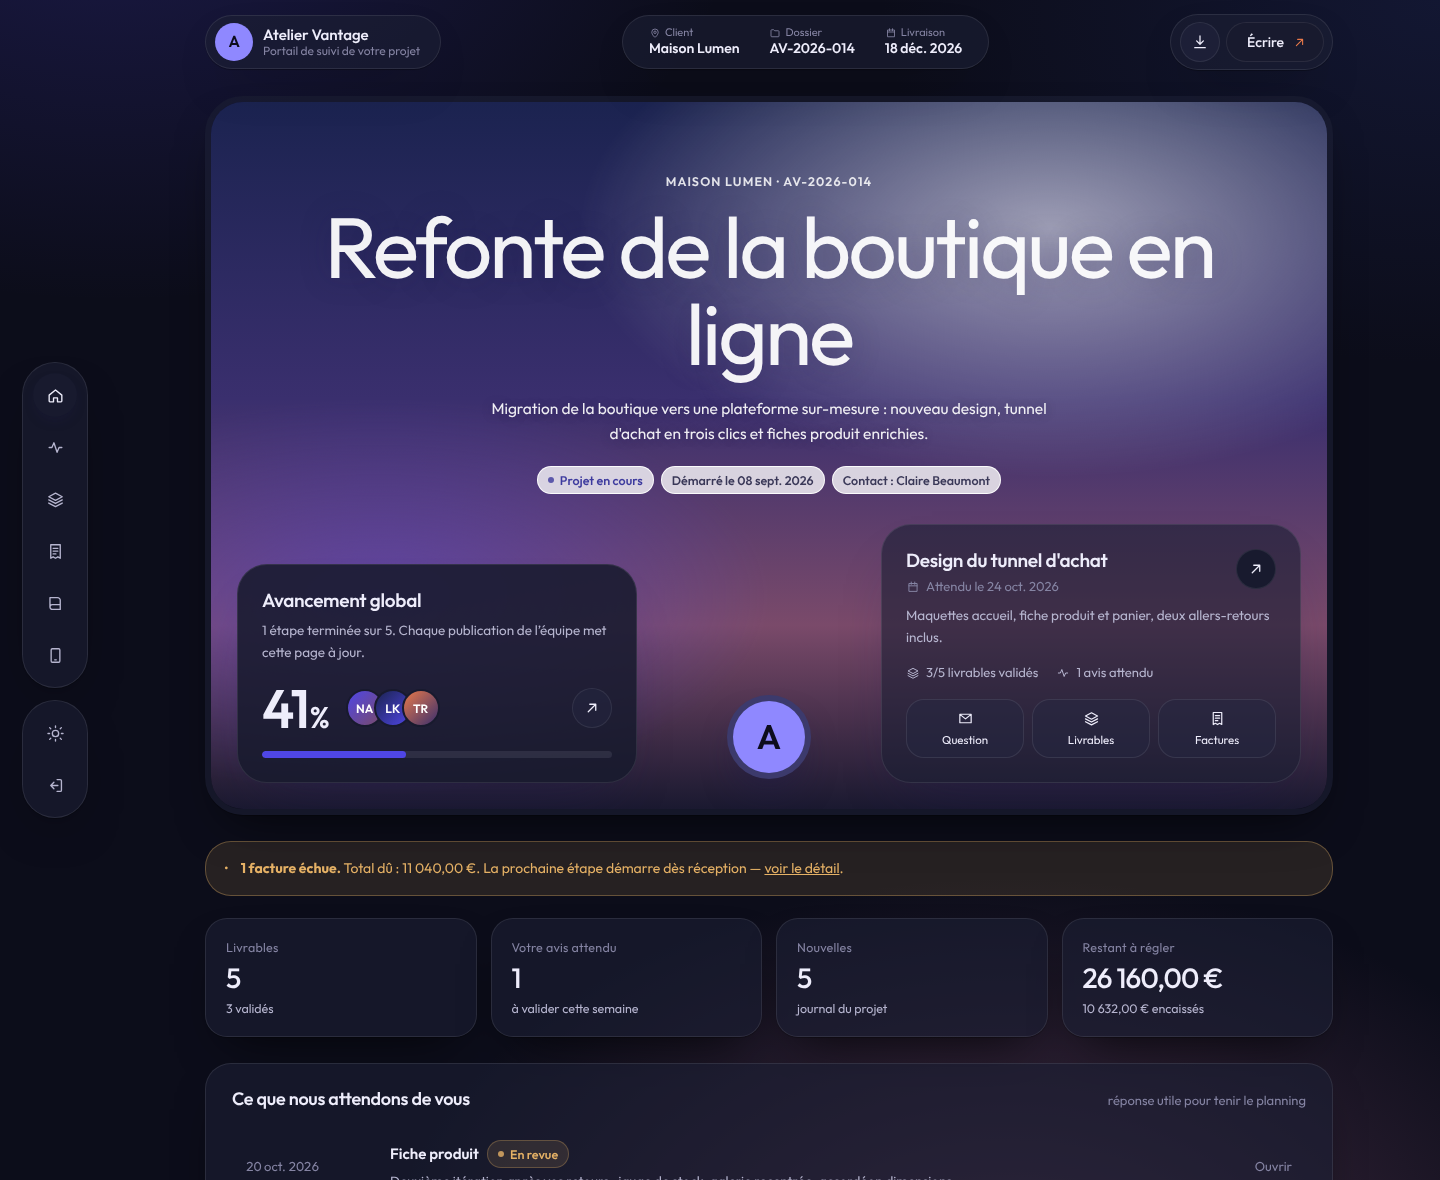 A
Atelier Vantage
Portail de suivi de votre projet
Client
Maison Lumen
Dossier
AV-2026-014
Livraison
18 déc. 2026
Écrire
MAISON LUMEN · AV-2026-014
Refonte de la boutique en
ligne
Migration de la boutique vers une plateforme sur-mesure : nouveau design, tunnel
d'achat en trois clics et fiches produit enrichies.
Projet en cours
Démarré le 08 sept. 2026
Contact : Claire Beaumont
Avancement global
1 étape terminée sur 5. Chaque publication de l'équipe met
cette page à jour.
41%
NA
LK
TR
A
Design du tunnel d'achat
Attendu le 24 oct. 2026
Maquettes accueil, fiche produit et panier, deux allers-retours
inclus.
3/5 livrables validés
1 avis attendu
Question
Livrables
Factures
1 facture échue. Total dû : 11 040,00 €. La prochaine étape démarre dès réception — voir le détail.
Livrables
5
3 validés
Votre avis attendu
1
à valider cette semaine
Nouvelles
5
journal du projet
Restant à régler
26 160,00 €
10 632,00 € encaissés
Ce que nous attendons de vous
réponse utile pour tenir le planning
20 oct. 2026
Fiche produit
En revue
Ouvrir